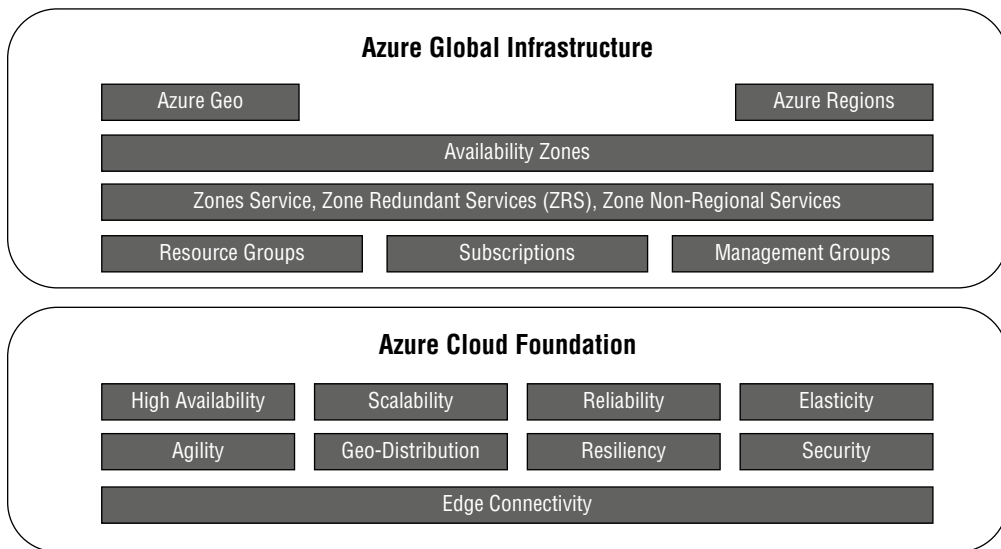 Azure Global Infrastructure
Azure Geo
Azure Regions
Availability Zones
Zones Service, Zone Redundant Services (ZRS), Zone Non-Regional Services
Resource Groups
Subscriptions
Management Groups
Azure Cloud Foundation
High Availability
Scalability
Reliability
Elasticity
Agility
Geo-Distribution
Resiliency
Security
Edge Connectivity